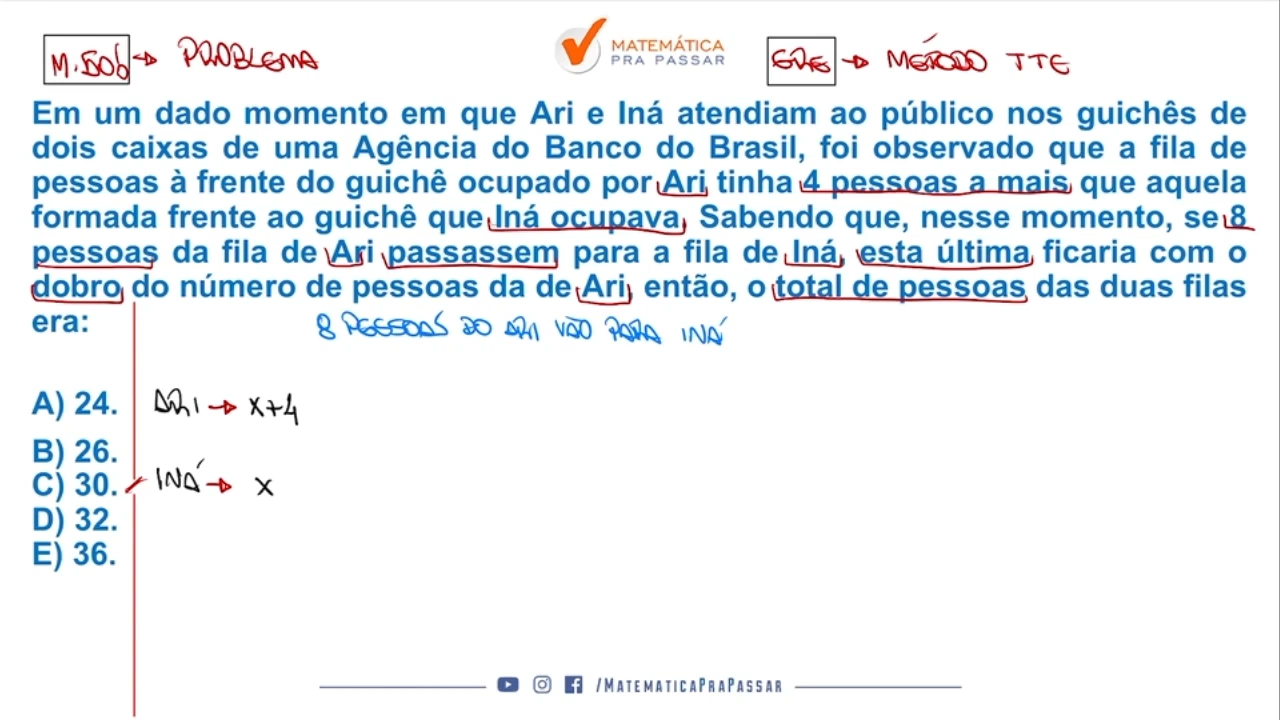 M.50b → PROBLEMA
MATEMÁTICA
PRA PASSAR
→ MÉTODO TTE
Em um dado momento em que Ari e Iná atendiam ao público nos guichês de
dois caixas de uma Agência do Banco do Brasil, foi observado que a fila de
pessoas à frente do guichê ocupado por Ari tinha 4 pessoas a mais que aquela
formada frente ao guichê que Iná ocupava. Sabendo que, nesse momento, se 8
pessoas da fila de Ari passassem para a fila de Iná, esta última ficaria com o
dobro do número de pessoas da de Ari, então, o total de pessoas das duas filas
era:
8 PESSOAS DO ARI VÃO PARA INÁ
A) 24.
ARI → X+4
B) 26.
C) 30.
INÁ → X
D) 32.
E) 36.
/MATEMATICAPRAPASSAR